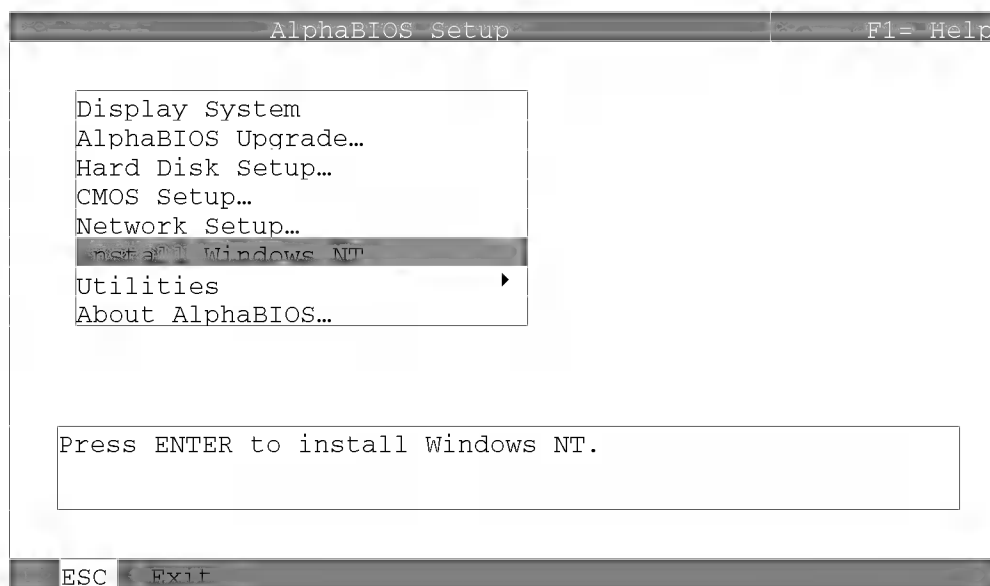 AlphaBIOS Setup F1= Help
Display System
AlphaBIOS Upgrade…
Hard Disk Setup…
CMOS Setup…
Network Setup…
Install Windows NT
Utilities
About AlphaBIOS…
Press ENTER to install Windows NT.
ESC Exit